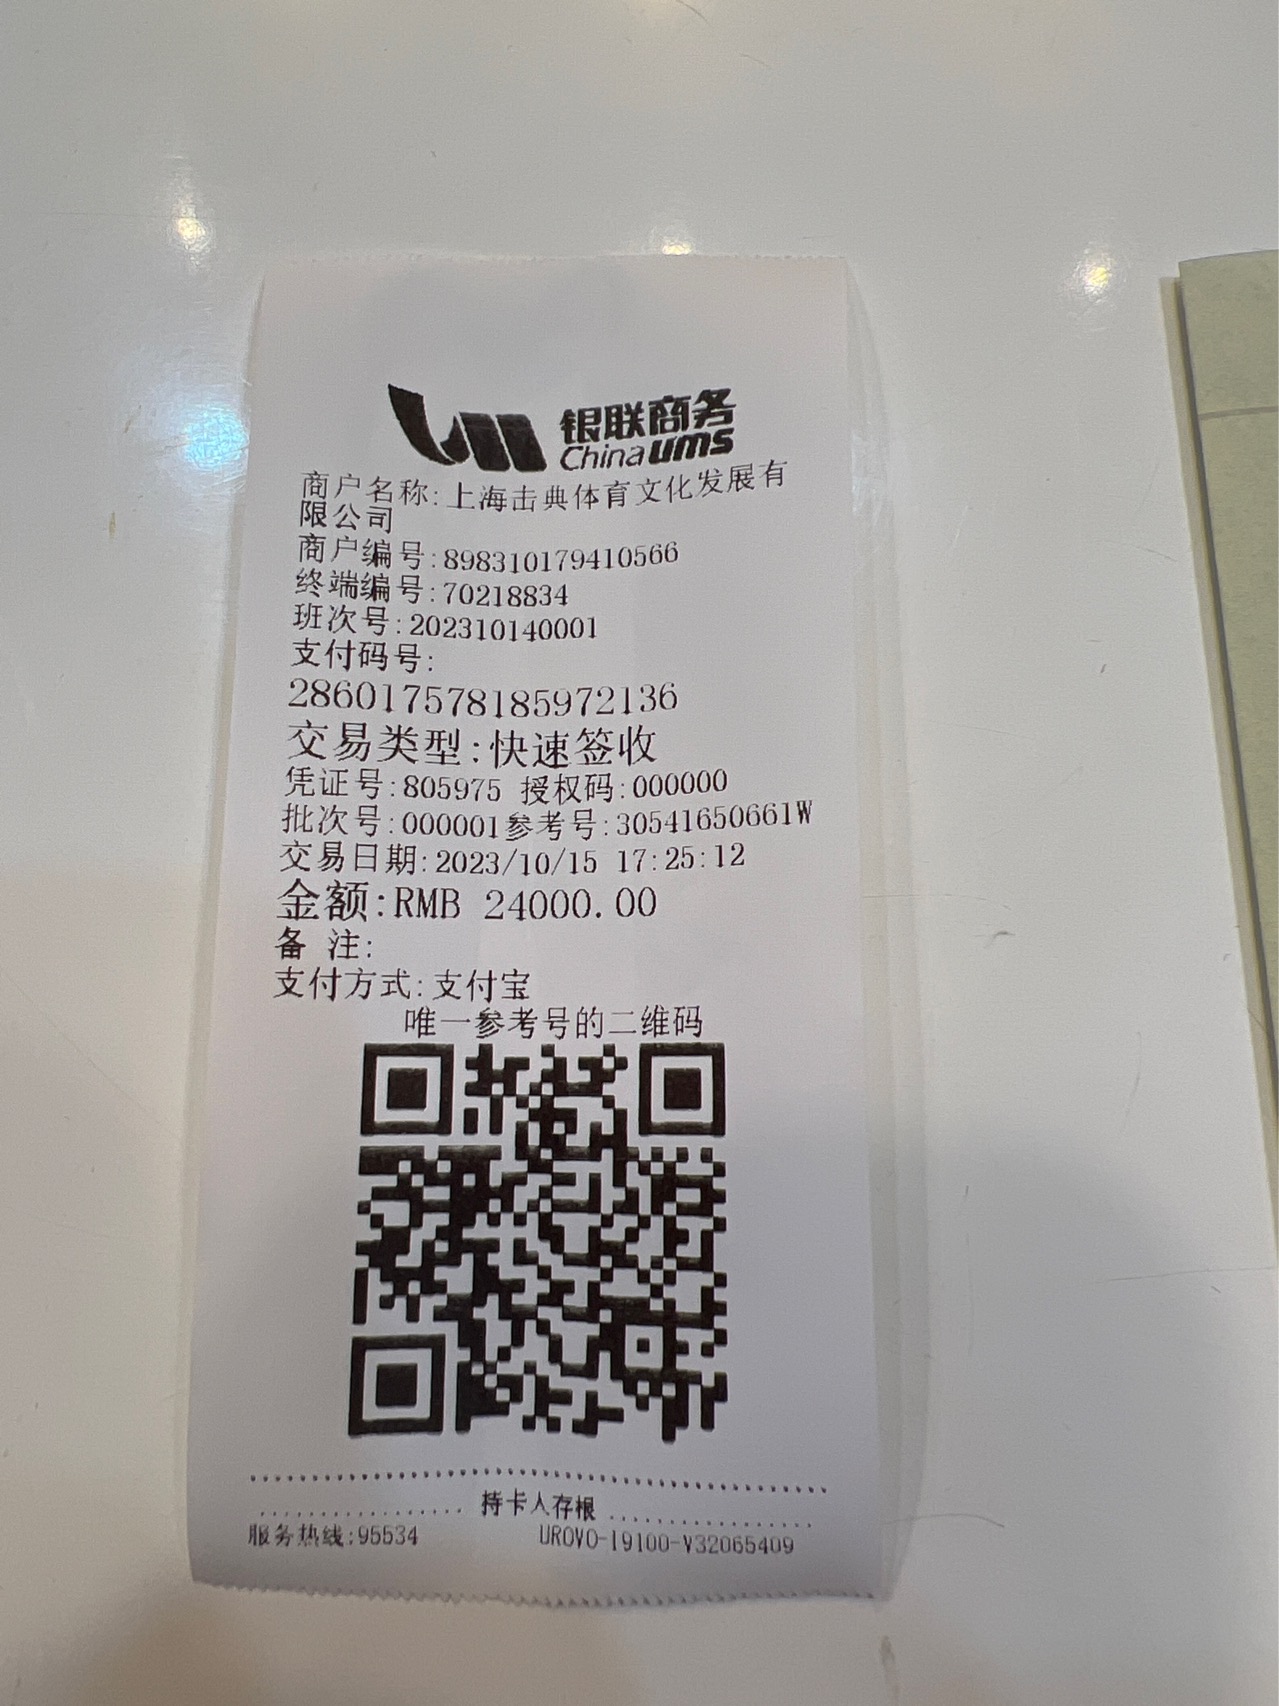 银联商务
Chinaums
商户名称:上海击典体育文化发展有
限公司
商户编号:898310179410566
终端编号:70218834
班次号:202310140001
支付码号:
286017578185972136
交易类型:快速签收
凭证号:805975 授权码:000000
批次号:000001参考号:30541650661W
交易日期:2023/10/15 17:25:12
金额:RMB 24000.00
备 注:
支付方式:支付宝
唯一参考号的二维码
持卡人存根
服务热线:95534 UROVO-I9100-V32065409